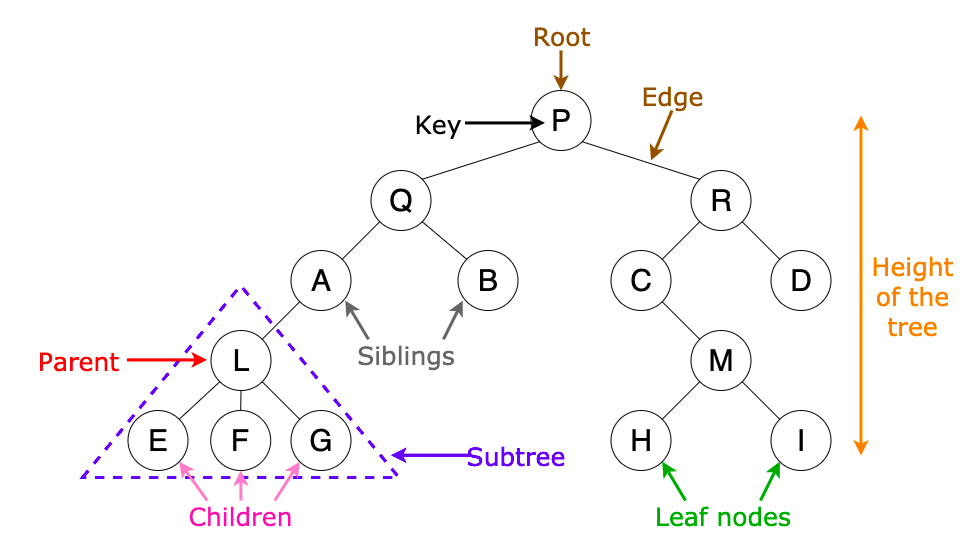 Root
Edge
Key
P
Q
R
A
B
C
D
Height
of the
tree
Siblings
Parent
L
M
E
F
G
H
I
Subtree
Children
Leaf nodes